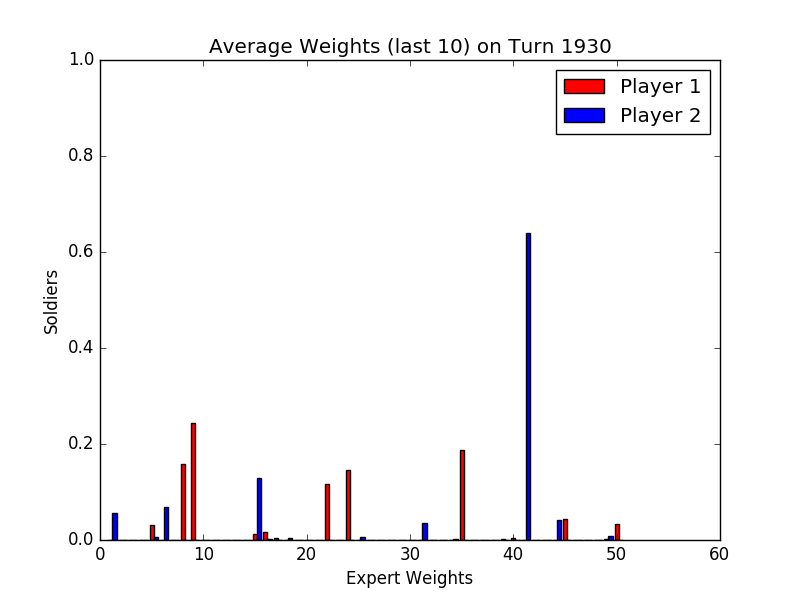 Average Weights (last 10) on Turn 1930
Player 1
Player 2
1.0
0.8
0.6
0.4
0.2
0.0
Soldiers
0 10 20 30 40 50 60
Expert Weights